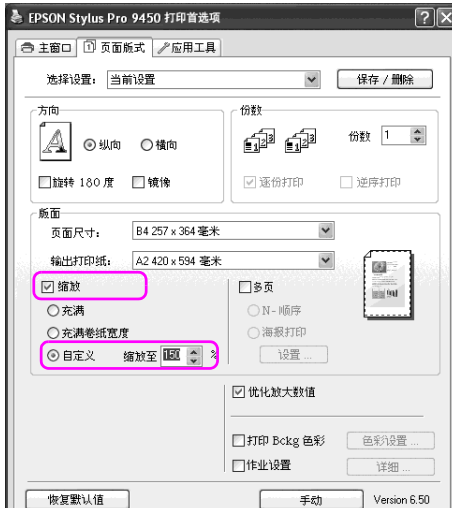 EPSON Stylus Pro 9450 打印首选项
主窗口 页面版式 应用工具
选择设置: 当前设置 保存 / 删除
方向
纵向 横向
旋转 180 度 镜像
份数
份数 1
逐份打印 逆序打印
版面
页面尺寸: B4 257 x 364 毫米
输出打印纸: A2 420 x 594 毫米
缩放
充满
充满卷纸宽度
自定义 缩放至 150 %
多页
N-顺序
海报打印
设置 ...
优化放大数值
打印 Bckg 色彩 色彩设置 ...
作业设置 详细 ...
恢复默认值 手动 Version 6.50